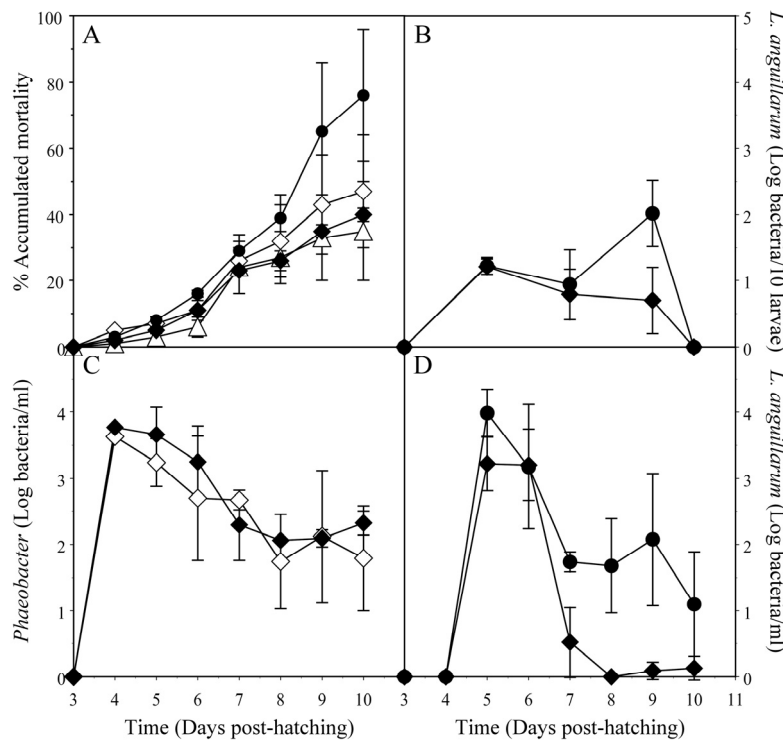 A
B
C
D
100
80
60
40
20
0
% Accumulated mortality
5
4
3
2
1
0
L. anguillarum (Log bacteria/10 larvae)
4
3
2
1
0
Phaeobacter (Log bacteria/ml)
4
3
2
1
0
L. anguillarum (Log bacteria/ml)
3 4 5 6 7 8 9 10
3 4 5 6 7 8 9 10 11
Time (Days post-hatching)
Time (Days post-hatching)